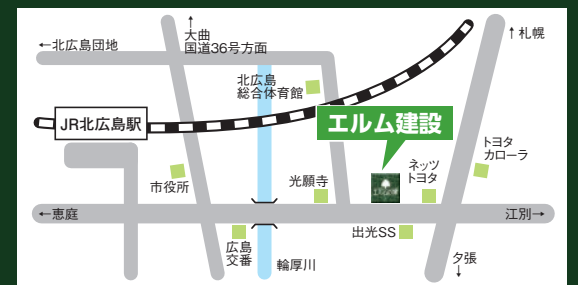 ↑
大曲
国道36号方面
←北広島団地
↑札幌
北広島
総合体育館
JR北広島駅
エルム建設
トヨタ
カローラ
ネッツ
トヨタ
市役所
光願寺
←恵庭
江別→
広島
交番
出光SS
輪厚川
夕張
↓